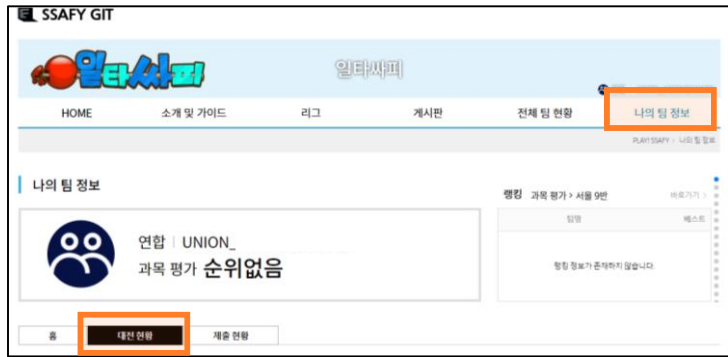 SSAFY GIT
일타싸피
일타싸피
HOME 소개 및 가이드 리그 게시판 전체 팀 현황 나의 팀 정보
PLAY! SSAFY > 나의 팀 정보
나의 팀 정보
랭킹 과목 평가 > 서울 9반 바로가기 >
팀명 베스트
연합 | UNION_
과목 평가 순위없음
랭킹 정보가 존재하지 않습니다
홈 대전 현황 제출 현황